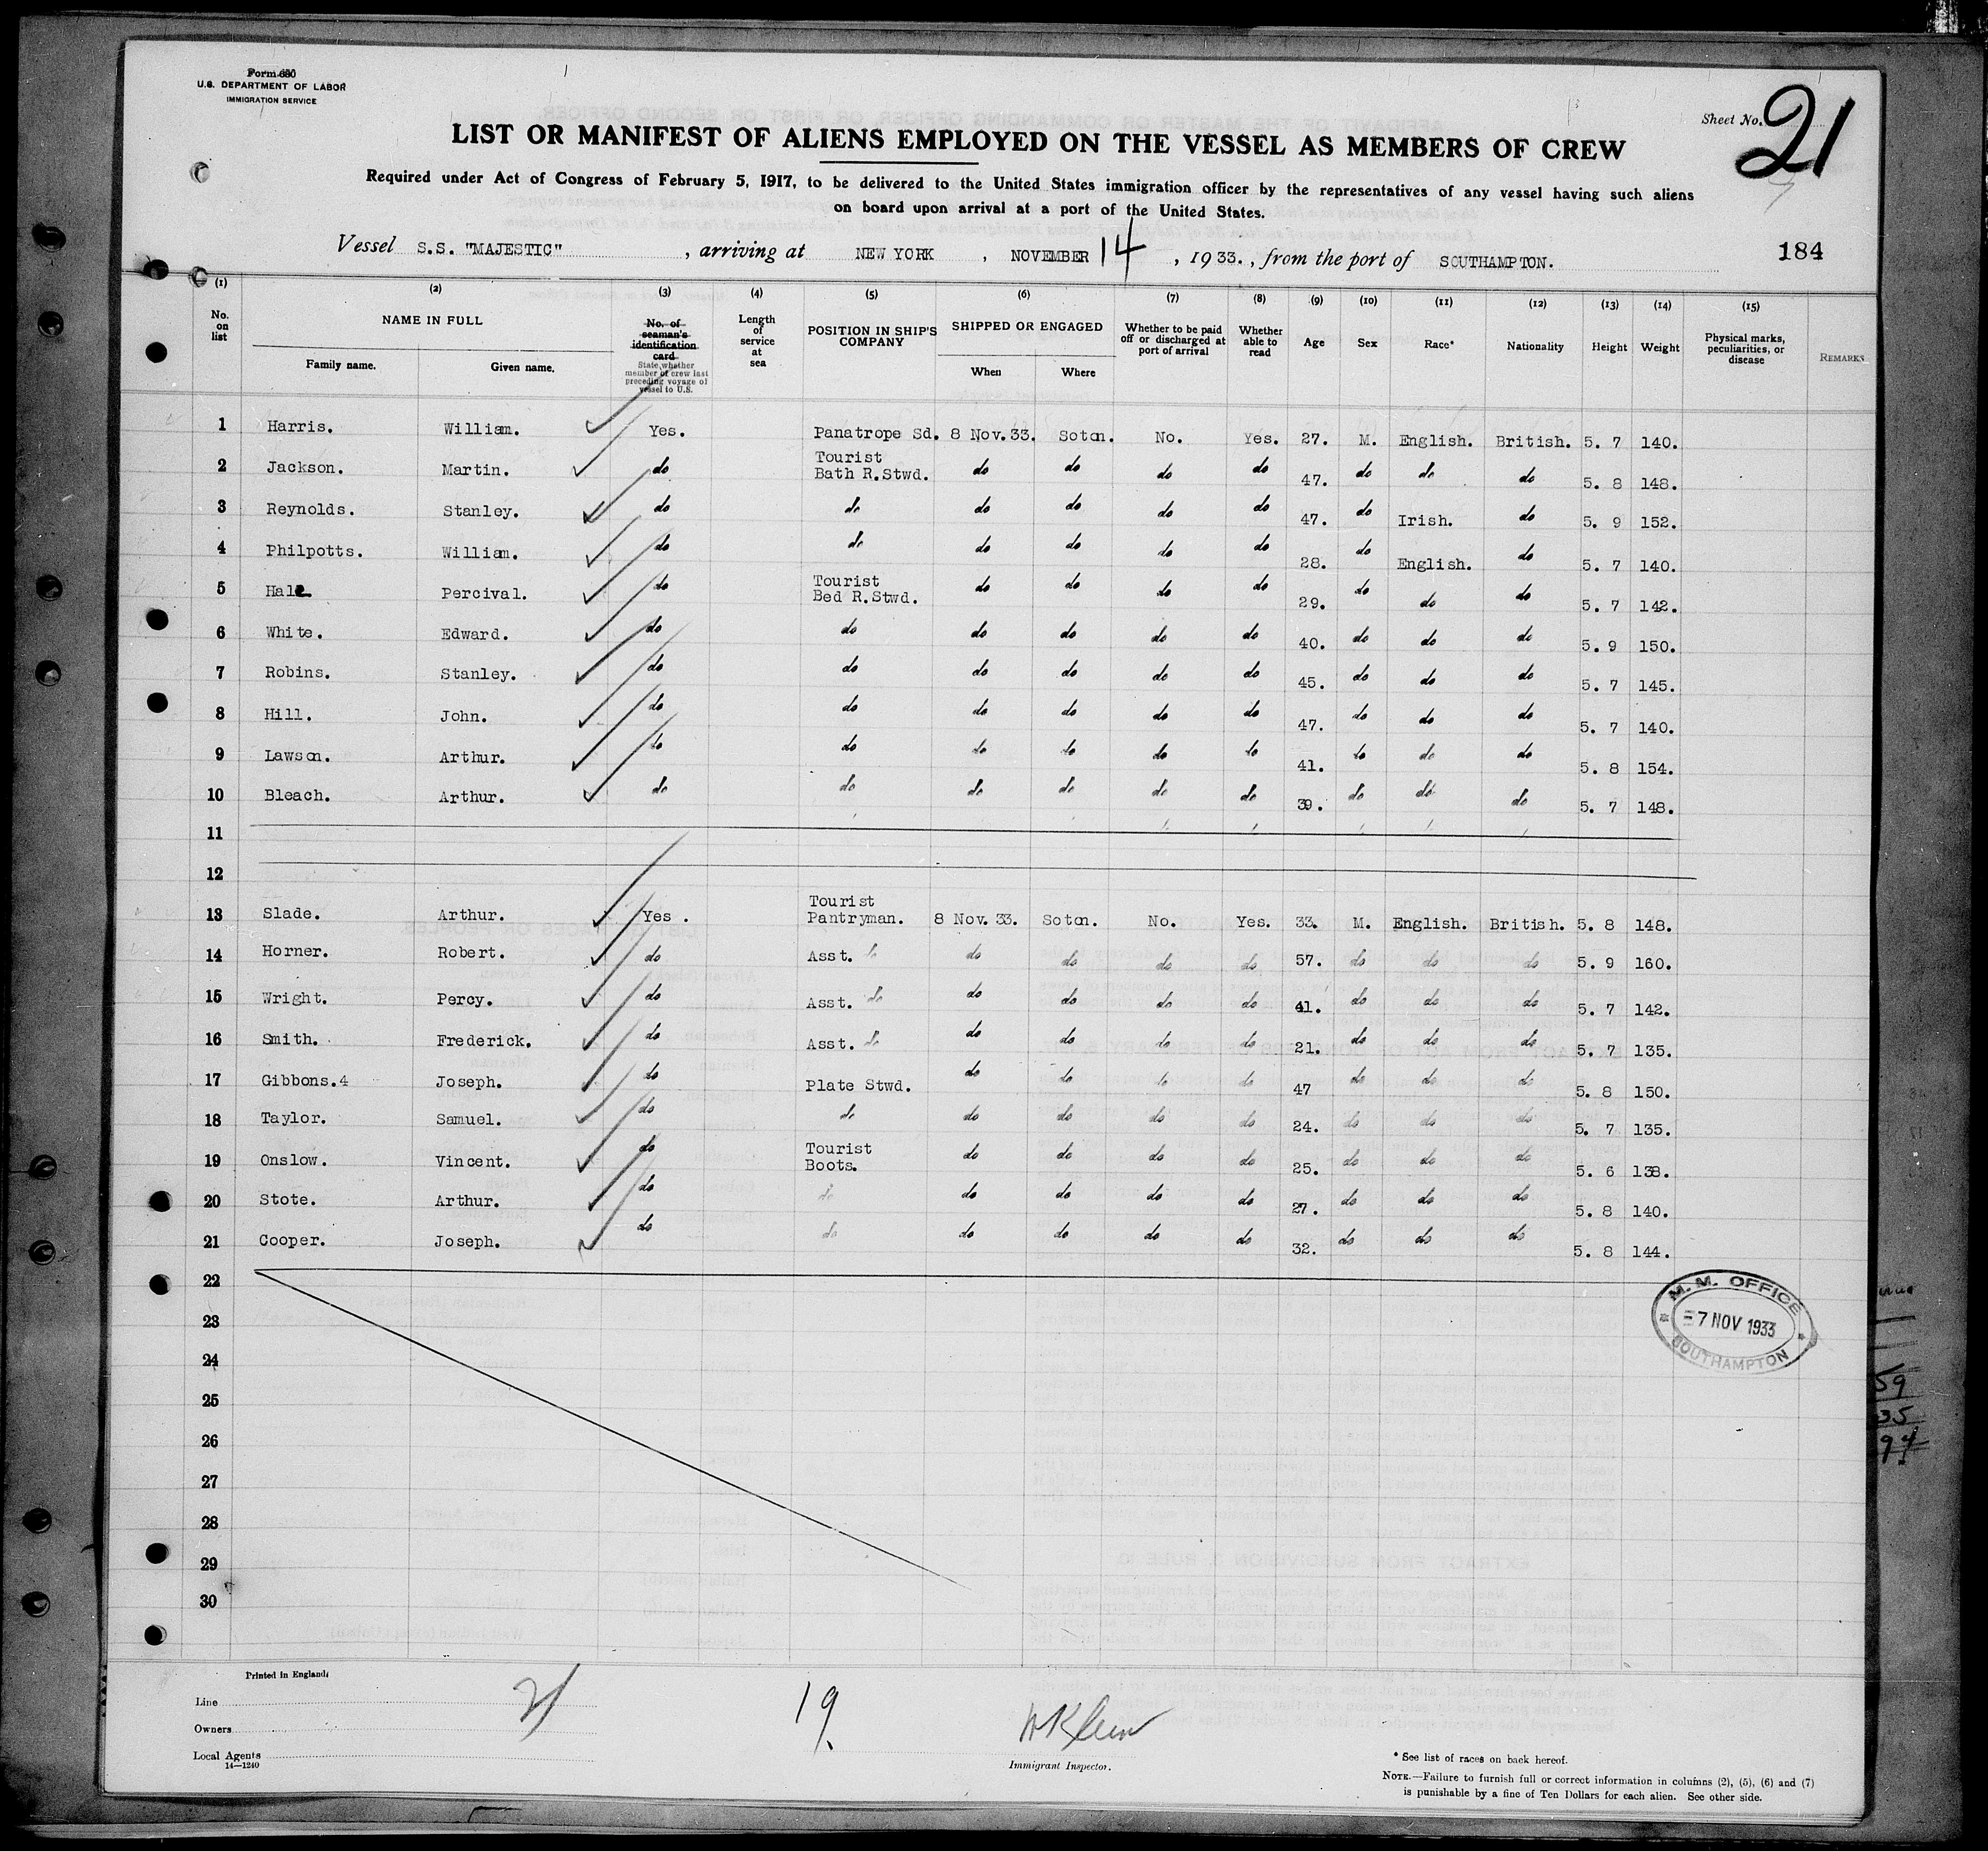 Form 680
U.S. DEPARTMENT OF LABOR
IMMIGRATION SERVICE
Sheet No. 21
LIST OR MANIFEST OF ALIENS EMPLOYED ON THE VESSEL AS MEMBERS OF CREW
Required under Act of Congress of February 5, 1917, to be delivered to the United States immigration officer by the representatives of any vessel having such aliens
on board upon arrival at a port of the United States.
Vessel S.S. "MAJESTIC" , arriving at NEW YORK , NOVEMBER 14 , 1933. , from the port of SOUTHAMPTON. 184
(1) (2) (3) (4) (5) (6) (7) (8) (9) (10) (11) (12) (13) (14) (15)
No. on list NAME IN FULL Family name. Given name. No. of seaman's identification card State whether member of crew last preceding voyage of vessel to U.S. Length of service at sea POSITION IN SHIP'S COMPANY SHIPPED OR ENGAGED When Where Whether to be paid off or discharged at port of arrival Whether able to read Age Sex Race* Nationality Height Weight Physical marks, peculiarities, or disease REMARKS
1 Harris. William. Yes. Panatrope Sd. 8 Nov. 33. Soton. No. Yes. 27. M. English. British. 5. 7 140.
2 Jackson. Martin. do Tourist Bath R.Stwd. do do do do 47. do do do 5. 8 148.
3 Reynolds. Stanley. do do do do do do 47. do Irish. do 5. 9 152.
4 Philpotts. William. do do do do do do 28. do English. do 5. 7 140.
5 Hale Percival. do Tourist Bed R.Stwd. do do do do 29. do do do 5. 7 142.
6 White. Edward. do do do do do do 40. do do do 5. 9 150.
7 Robins. Stanley. do do do do do do 45. do do do 5. 7 145.
8 Hill. John. do do do do do do 47. do do do 5. 7 140.
9 Lawson. Arthur. do do do do do do 41. do do do 5. 8 154.
10 Bleach. Arthur. do do do do do do 39. do do do 5. 7 148.
11
12
13 Slade. Arthur. Yes. Tourist Pantryman. 8 Nov. 33. Soton. No. Yes. 33. M. English. British. 5. 8 148.
14 Horner. Robert. do Asst. do do do do do 57. do do do 5. 9 160.
15 Wright. Percy. do Asst. do do do do do 41. do do do 5. 7 142.
16 Smith. Frederick. do Asst. do do do do do 21. do do do 5. 7 135.
17 Gibbons.4 Joseph. do Plate Stwd. do do do do 47 do do do 5. 8 150.
18 Taylor. Samuel. do do do do do do 24. do do do 5. 7 135.
19 Onslow. Vincent. do Tourist Boots. do do do do 25. do do do 5. 6 138.
20 Stote. Arthur. do do do do do do 27. do do do 5. 8 140.
21 Cooper. Joseph. do do do do do do 32. do do do 5. 8 144.
22
23
24
25
26
27
28
29
30
M.M. OFFICE
7 NOV 1933
SOUTHAMPTON
59
35
94
Printed in England.
Line
Owners
Local Agents
14—1240
21
19
Immigrant Inspector.
* See list of races on back hereof.
NOTE.—Failure to furnish full or correct information in columns (2), (5), (6) and (7)
is punishable by a fine of Ten Dollars for each alien. See other side.